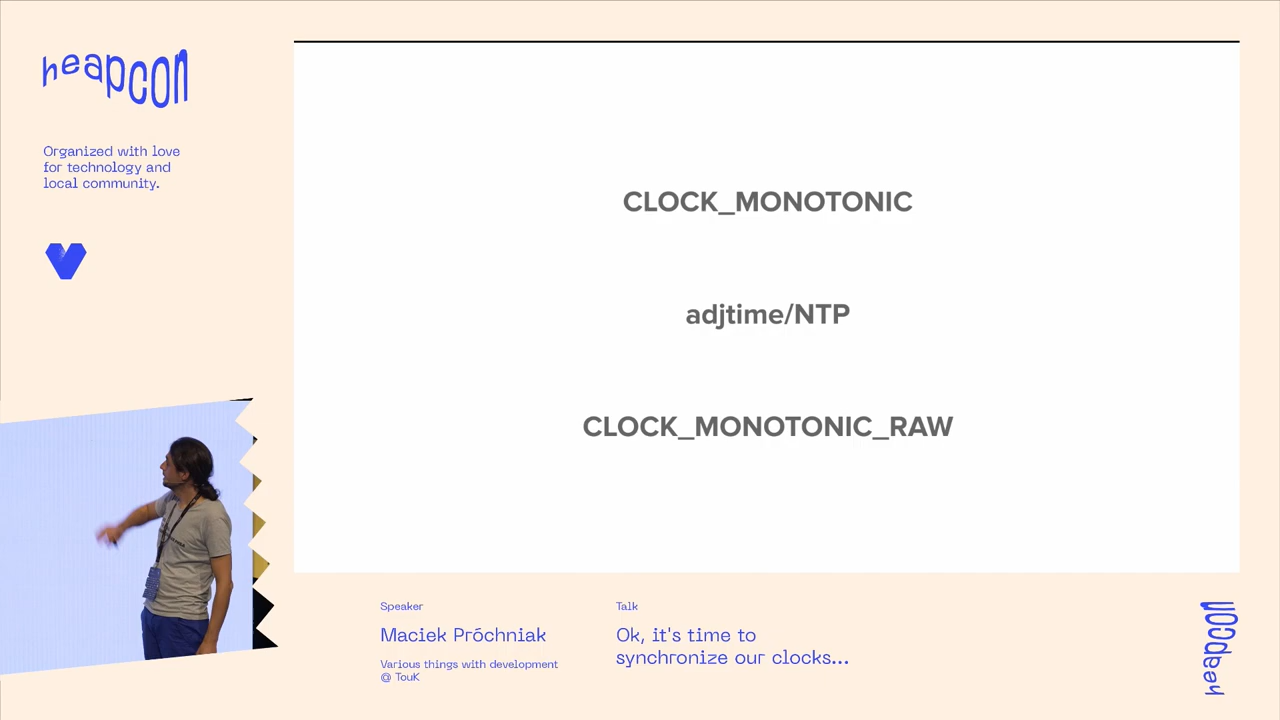 heapcon
Organized with love
for technology and
local community.
CLOCK_MONOTONIC
adjtime/NTP
CLOCK_MONOTONIC_RAW
Speaker
Maciek Próchniak
Various things with development
@ TouK
Talk
Ok, it's time to
synchronize our clocks...
heapcon